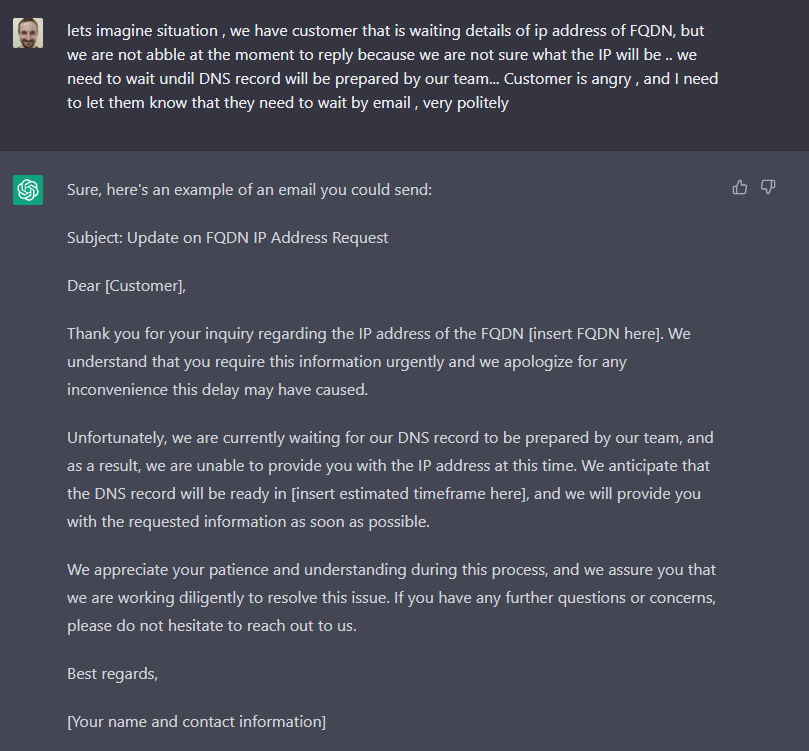 lets imagine situation , we have customer that is waiting details of ip address of FQDN, but
we are not abble at the moment to reply because we are not sure what the IP will be .. we
need to wait undil DNS record will be prepared by our team... Customer is angry , and I need
to let them know that they need to wait by email , very politely
Sure, here's an example of an email you could send:
Subject: Update on FQDN IP Address Request
Dear [Customer],
Thank you for your inquiry regarding the IP address of the FQDN [insert FQDN here]. We
understand that you require this information urgently and we apologize for any
inconvenience this delay may have caused.
Unfortunately, we are currently waiting for our DNS record to be prepared by our team, and
as a result, we are unable to provide you with the IP address at this time. We anticipate that
the DNS record will be ready in [insert estimated timeframe here], and we will provide you
with the requested information as soon as possible.
We appreciate your patience and understanding during this process, and we assure you that
we are working diligently to resolve this issue. If you have any further questions or concerns,
please do not hesitate to reach out to us.
Best regards,
[Your name and contact information]